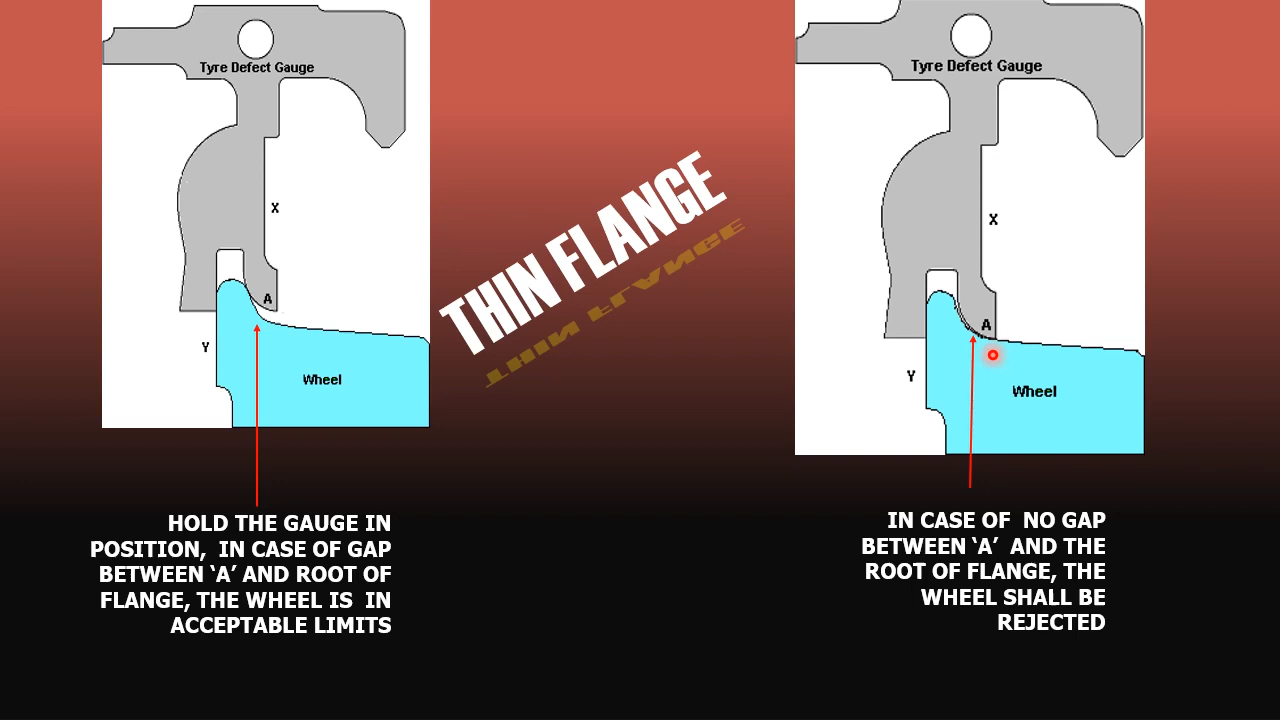 Tyre Defect Gauge
X
A
Y
Wheel
HOLD THE GAUGE IN
POSITION, IN CASE OF GAP
BETWEEN ‘A’ AND ROOT OF
FLANGE, THE WHEEL IS IN
ACCEPTABLE LIMITS
THIN FLANGE
Tyre Defect Gauge
X
A
Y
Wheel
IN CASE OF NO GAP
BETWEEN ‘A’ AND THE
ROOT OF FLANGE, THE
WHEEL SHALL BE
REJECTED